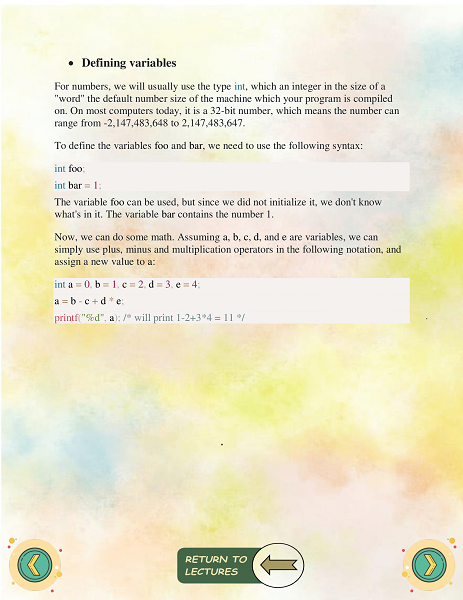 • Defining variables
For numbers, we will usually use the type int, which an integer in the size of a
"word" the default number size of the machine which your program is compiled
on. On most computers today, it is a 32-bit number, which means the number can
range from -2,147,483,648 to 2,147,483,647.
To define the variables foo and bar, we need to use the following syntax:
int foo;
int bar = 1;
The variable foo can be used, but since we did not initialize it, we don't know
what's in it. The variable bar contains the number 1.
Now, we can do some math. Assuming a, b, c, d, and e are variables, we can
simply use plus, minus and multiplication operators in the following notation, and
assign a new value to a:
int a = 0, b = 1, c = 2, d = 3, e = 4;
a = b - c + d * e;
printf("%d", a); /* will print 1-2+3*4 = 11 */
RETURN TO
LECTURES